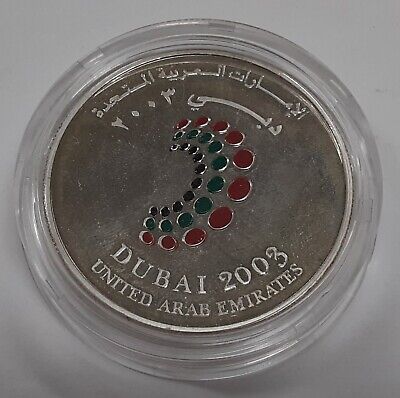 الإمارات العربية المتحدة
دبي ٢٠٠٣
DUBAI 2003
UNITED ARAB EMIRATES